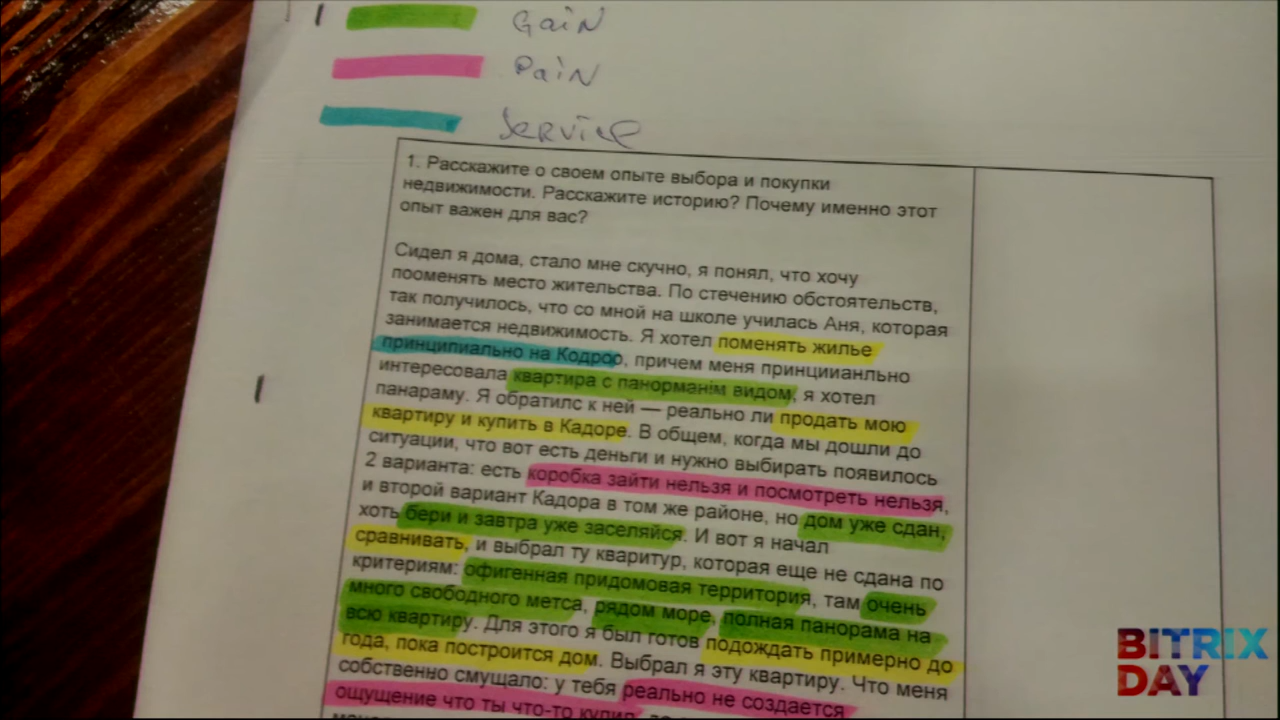 GaiN
PaiN
Service
1. Расскажите о своем опыте выбора и покупки
недвижимости. Расскажите историю? Почему именно этот
опыт важен для вас?
Сидел я дома, стало мне скучно, я понял, что хочу
пооменять место жительства. По стечению обстоятельств,
так получилось, что со мной на школе училась Аня, которая
занимается недвижимость. Я хотел поменять жилье
принципиально на Кодроо, причем меня принциианльно
интересовала квартира с панорманім видом, я хотел
панараму. Я обратилс к ней — реально ли продать мою
квартиру и купить в Кадоре. В общем, когда мы дошли до
ситуации, что вот есть деньги и нужно выбирать появилось
2 варианта: есть коробка зайти нельзя и посмотреть нельзя,
и второй вариант Кадора в том же районе, но дом уже сдан,
хоть бери и завтра уже заселяйся. И вот я начал
сравнивать, и выбрал ту кваритур, которая еще не сдана по
критериям: офигенная придомовая территория, там очень
много свободного метса, рядом море, полная панорама на
всю квартиру. Для этого я был готов подождать примерно до
года, пока построится дом. Выбрал я эту квартиру. Что меня
собственно смущало: у тебя реально не создается
ощущение что ты что-то купил,
BITRIX
DAY